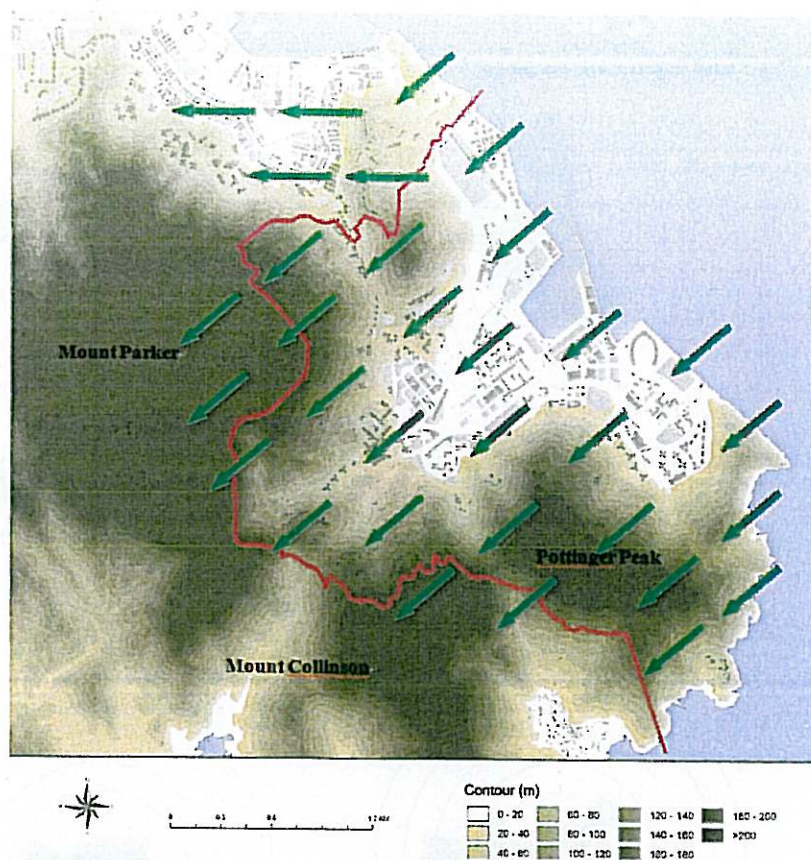 Mount Parker
Pottinger Peak
Mount Collinson
Contour (m)
0 - 20
60 - 80
120 - 140
180 - 200
20 - 40
80 - 100
140 - 160
>200
40 - 60
100 - 120
160 - 180
0